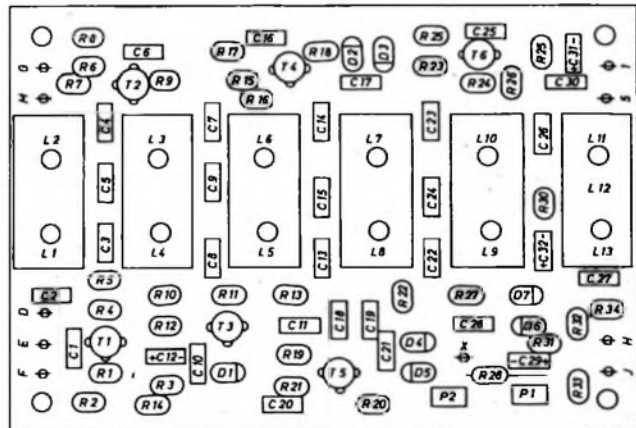 R8 C6 R17 C16 R18 D2 D3 R25 C25 T6 R25 +C31-
G R6 R7 T2 R9 R15 T4 C17 R23 R24 R26 C30 I
H R16 S
C4 C7 C14 C23 C26
L2 L3 L6 L7 L10 L11
C5 C9 C15 C24 R30 L12
L1 C3 L4 C8 L5 C13 L8 C22 L9 +C32- L13
R5 C27
C2 R10 R11 R13 R22 R27 D7
D R4 R12 T3 C11 C18 C19 C28 D6 R32 R34
E C1 T1 +C12- C10 R19 C21 D4 X R31 H
F R1 R3 D1 T5 D5 R28 -C29+ J
R2 R14 R21 C20 R20 P2 P1 R33